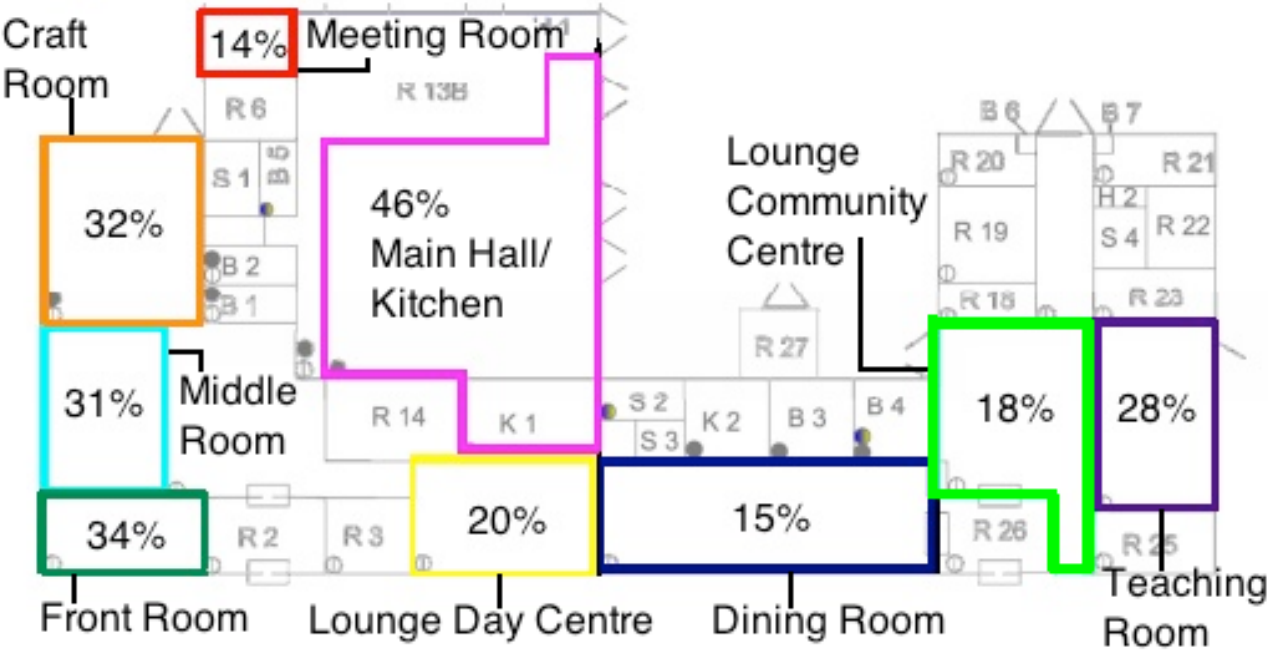 Craft
Room
14%
Meeting Room
R 6
R 13B
S 1
B 5
32%
B 2
B 1
46%
Main Hall/
Kitchen
Lounge
Community
Centre
B 6
B 7
R 20
R 21
H 2
R 19
S 4
R 22
R 18
R 23
R 27
31%
Middle
Room
R 14
K 1
S 2
S 3
K 2
B 3
B 4
18%
28%
34%
R 2
R 3
20%
15%
R 26
R 25
Front Room
Lounge Day Centre
Dining Room
Teaching
Room